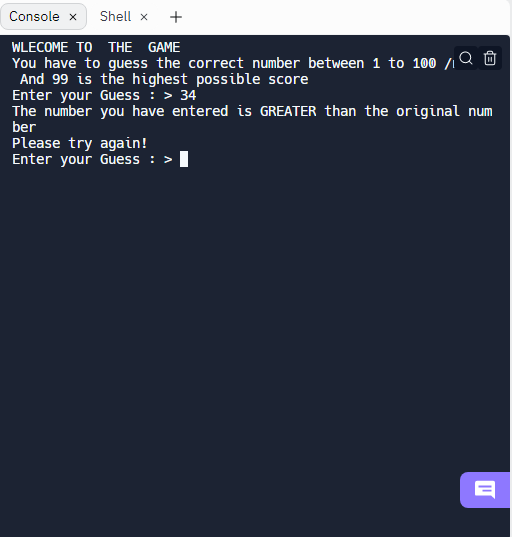 Console × Shell × +
WLECOME TO  THE  GAME
You have to guess the correct number between 1 to 100 /
 And 99 is the highest possible score
Enter your Guess : > 34
The number you have entered is GREATER than the original num
ber
Please try again!
Enter your Guess : >